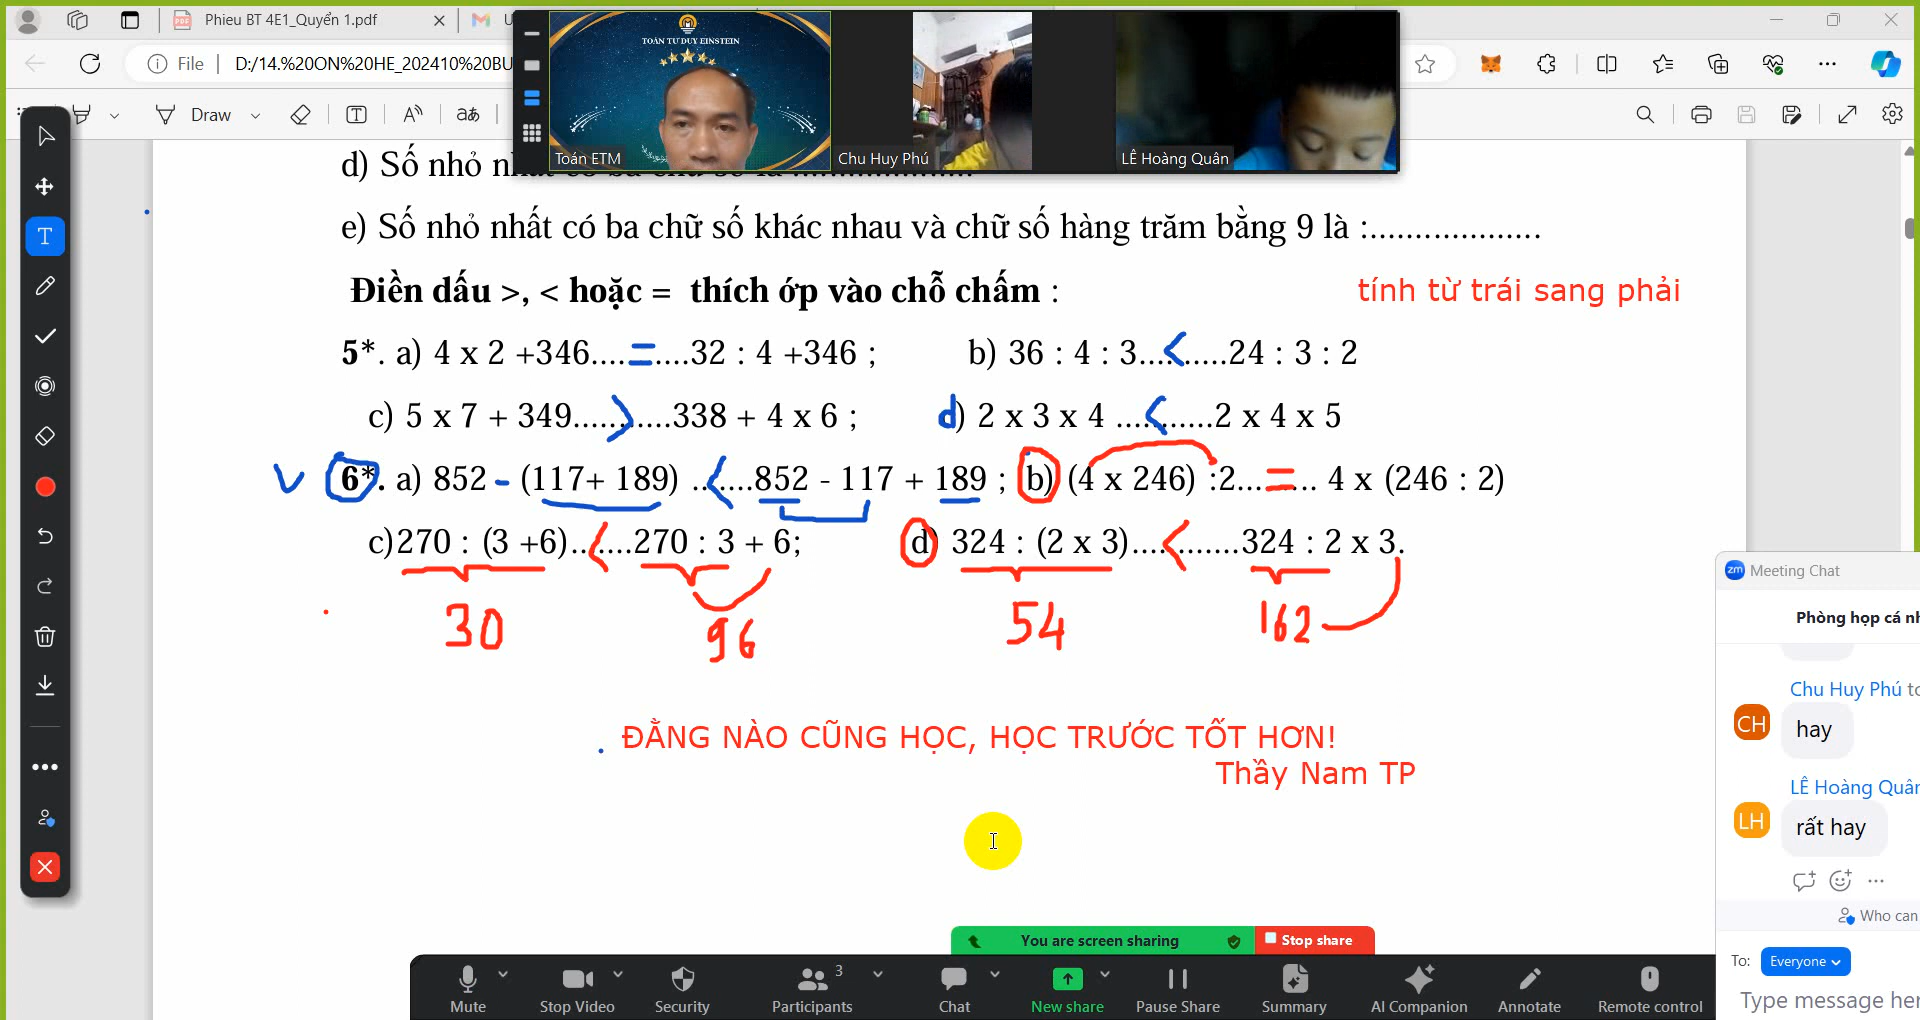 Phieu BT 4E1_Quyển 1.pdf
File
D:/14.%20ON%20HE_202410%20BU
Draw
TOÁN TƯ DUY EINSTEIN
Toán ETM
Chu Huy Phú
LÊ Hoàng Quân
d) Số nhỏ
e) Số nhỏ nhất có ba chữ số khác nhau và chữ số hàng trăm bằng 9 là :...................
Điền dấu >, < hoặc = thích ớp vào chỗ chấm :
tính từ trái sang phải
5*. a) 4 x 2 +346....=....32 : 4 +346 ; b) 36 : 4 : 3....<.....24 : 3 : 2
c) 5 x 7 + 349.....>.....338 + 4 x 6 ; d) 2 x 3 x 4 ....<.....2 x 4 x 5
V 6*. a) 852 - (117+ 189) ..<....852 - 117 + 189 ; b) (4 x 246) :2...=.... 4 x (246 : 2)
c)270 : (3 +6)..<....270 : 3 + 6; d) 324 : (2 x 3)....<.......324 : 2 x 3.
30 96 54 162
ĐẰNG NÀO CŨNG HỌC, HỌC TRƯỚC TỐT HƠN!
Thầy Nam TP
zm Meeting Chat
Phòng họp cá nh
Chu Huy Phú to
CH hay
LÊ Hoàng Quân
LH rất hay
Who can
To: Everyone
Type message her
You are screen sharing
Stop share
Mute
Stop Video
Security
Participants 3
Chat
New share
Pause Share
Summary
AI Companion
Annotate
Remote control